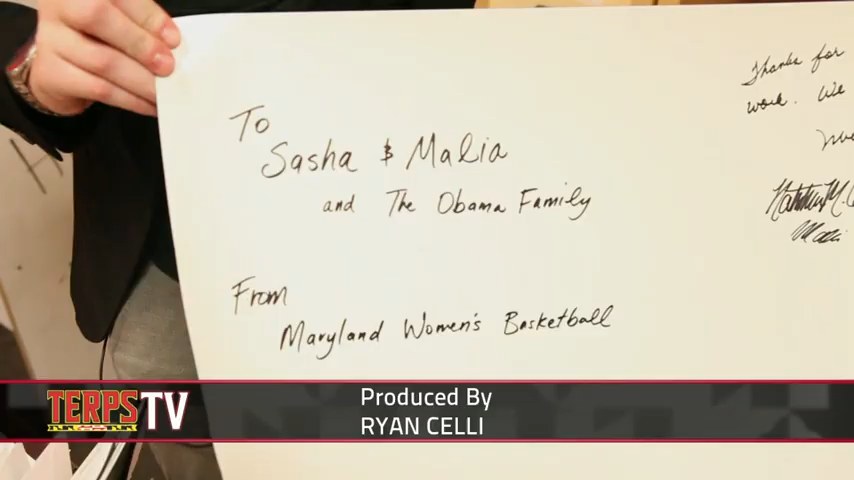 Thanks for
work. We
To
Sasha & Malia
and The Obama Family
From
Maryland Women's Basketball
TERPS TV
Produced By
RYAN CELLI